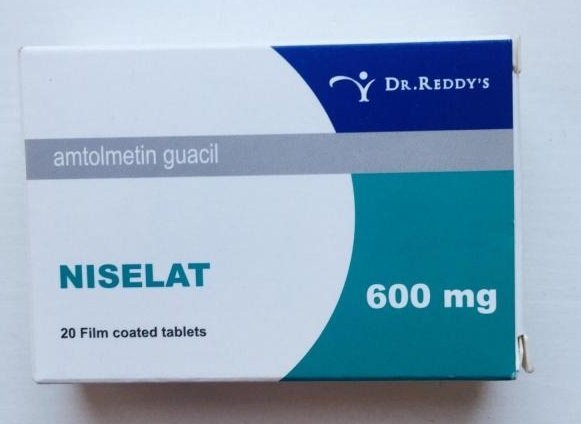 DR.REDDY'S
amtolmetin guacil
NISELAT
600 mg
20 Film coated tablets